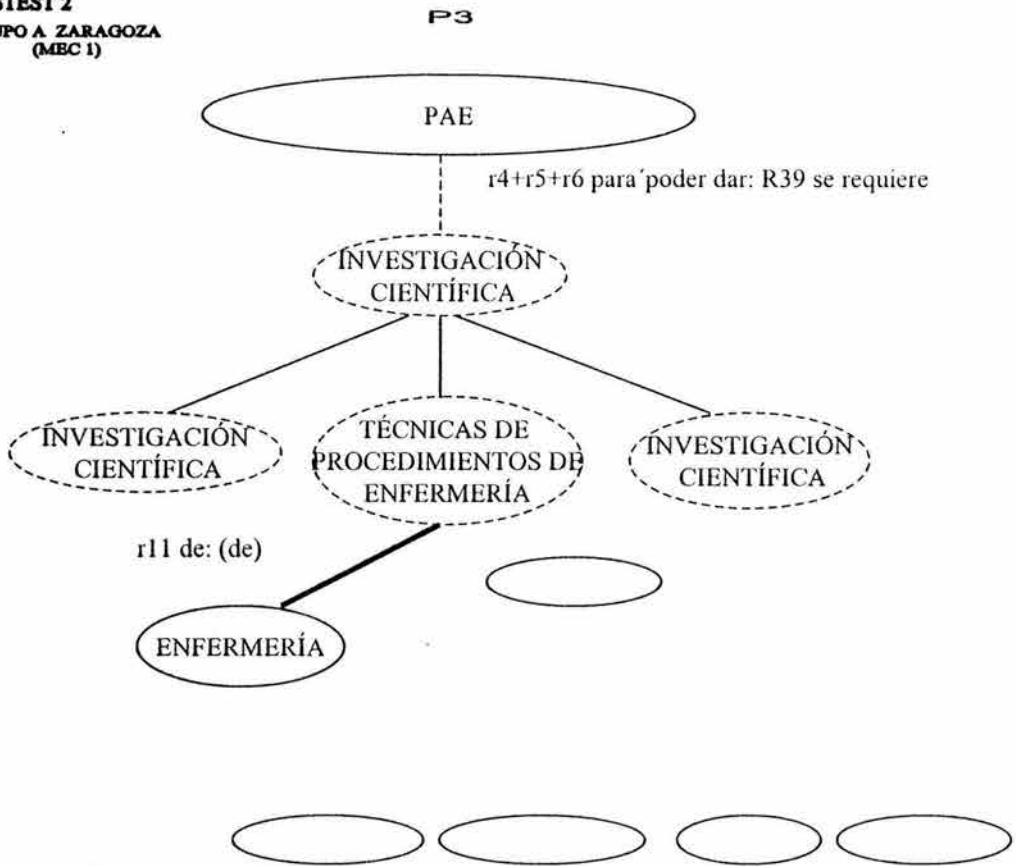 P3
(MEC 1)
A ZARAGOZA
PAE
r4+r5+r6 para´poder dar: R39 se requiere
INVESTIGACIÓN
CIENTÍFICA
INVESTIGACIÓN
CIENTÍFICA
TÉCNICAS DE
PROCEDIMIENTOS DE
ENFERMERÍA
INVESTIGACIÓN
CIENTÍFICA
r11 de: (de)
ENFERMERÍA